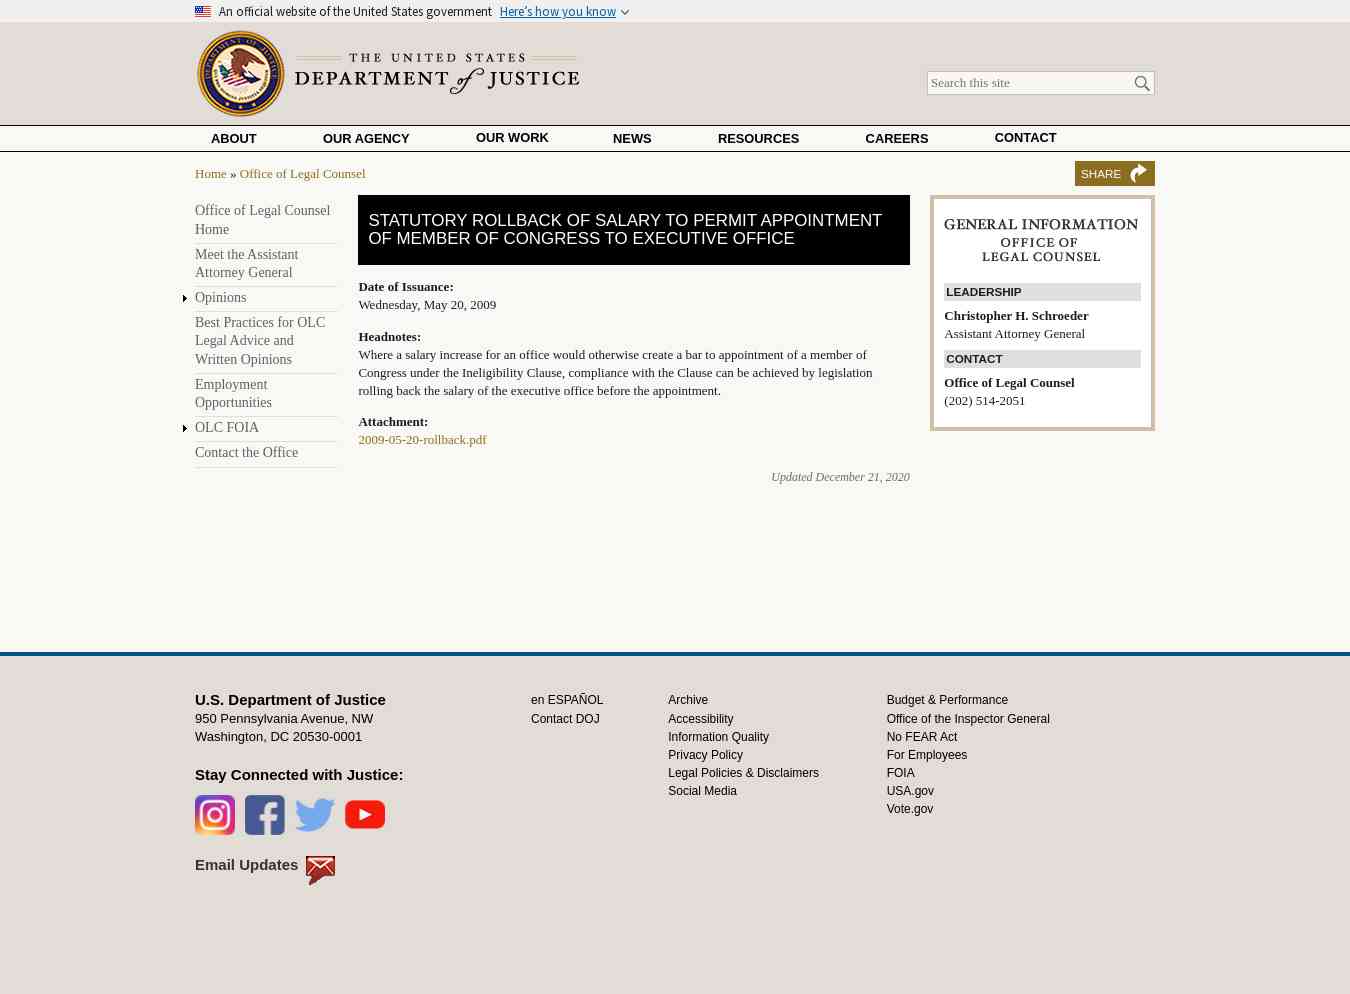 An official website of the United States government Here's how you know
THE UNITED STATES
DEPARTMENT of JUSTICE
Search this site
ABOUT OUR AGENCY OUR WORK NEWS RESOURCES CAREERS CONTACT
Home » Office of Legal Counsel
SHARE
Office of Legal Counsel
Home
Meet the Assistant
Attorney General
Opinions
Best Practices for OLC
Legal Advice and
Written Opinions
Employment
Opportunities
OLC FOIA
Contact the Office
STATUTORY ROLLBACK OF SALARY TO PERMIT APPOINTMENT
OF MEMBER OF CONGRESS TO EXECUTIVE OFFICE
Date of Issuance:
Wednesday, May 20, 2009
Headnotes:
Where a salary increase for an office would otherwise create a bar to appointment of a member of
Congress under the Ineligibility Clause, compliance with the Clause can be achieved by legislation
rolling back the salary of the executive office before the appointment.
Attachment:
2009-05-20-rollback.pdf
Updated December 21, 2020
GENERAL INFORMATION
OFFICE OF
LEGAL COUNSEL
LEADERSHIP
Christopher H. Schroeder
Assistant Attorney General
CONTACT
Office of Legal Counsel
(202) 514-2051
U.S. Department of Justice
950 Pennsylvania Avenue, NW
Washington, DC 20530-0001
Stay Connected with Justice:
Email Updates
en ESPAÑOL
Contact DOJ
Archive
Accessibility
Information Quality
Privacy Policy
Legal Policies & Disclaimers
Social Media
Budget & Performance
Office of the Inspector General
No FEAR Act
For Employees
FOIA
USA.gov
Vote.gov